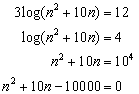 3log(n² + 10n) = 12
log(n² + 10n) = 4
n² + 10n = 10⁴
n² + 10n − 10000 = 0